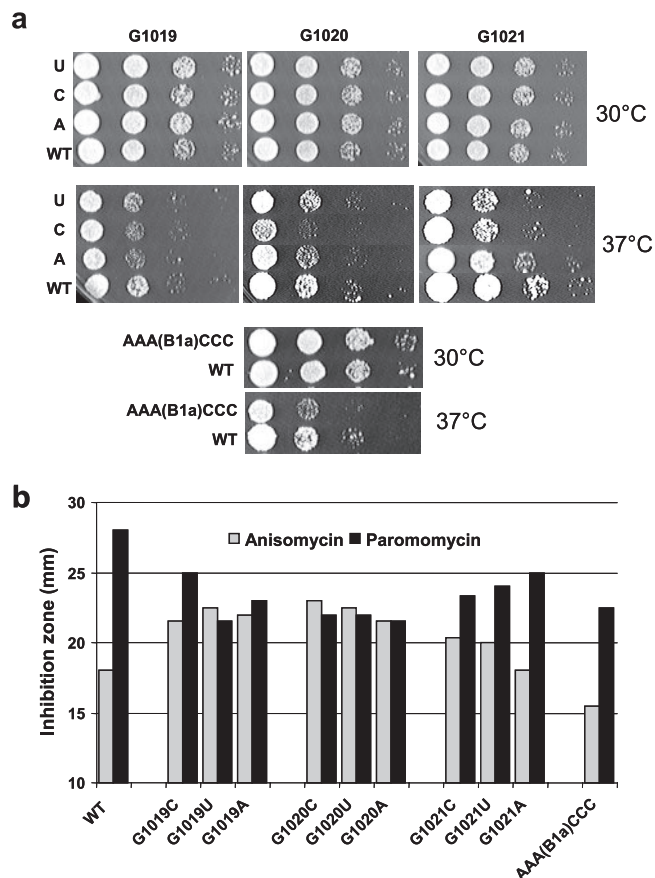 a
G1019 G1020 G1021
U
C
A
WT
30°C
U
C
A
WT
37°C
AAA(B1a)CCC
WT
30°C
AAA(B1a)CCC
WT
37°C
b
30
25
20
15
10
Inhibition zone (mm)
Anisomycin Paromomycin
WT G1019C G1019U G1019A G1020C G1020U G1020A G1021C G1021U G1021A AAA(B1a)CCC